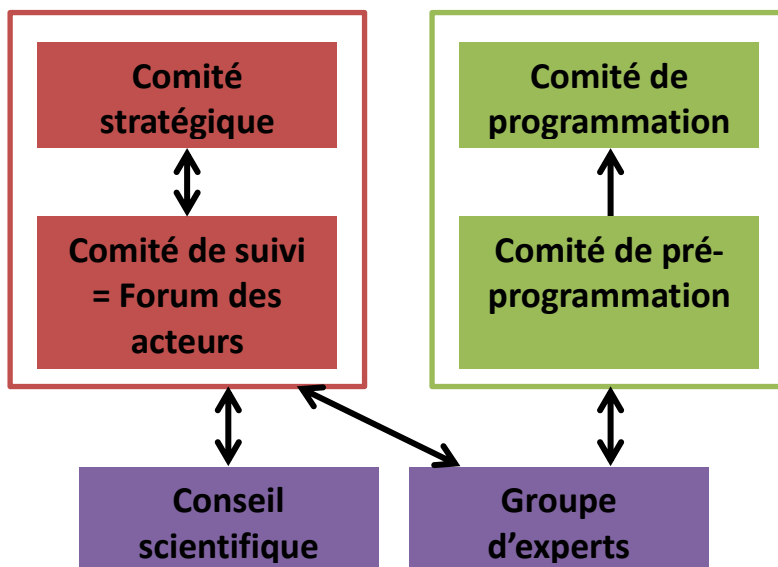 Comité
stratégique
Comité de suivi
= Forum des
acteurs
Comité de
programmation
Comité de pré-
programmation
Conseil
scientifique
Groupe
d’experts